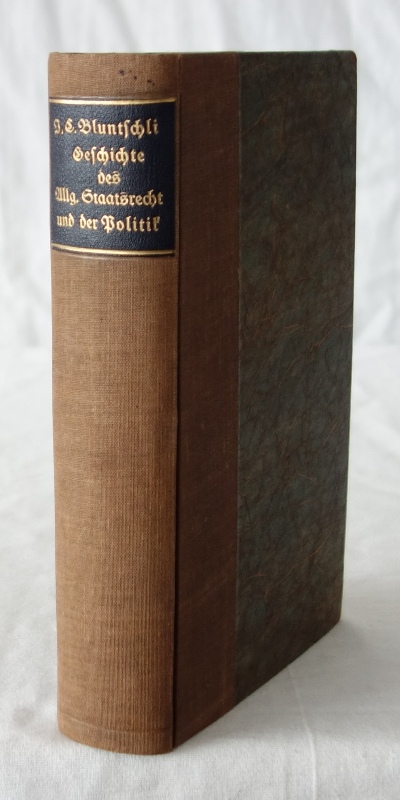 J. C. Bluntschli
Geschichte
des
Allg. Staatsrecht
und der Politik